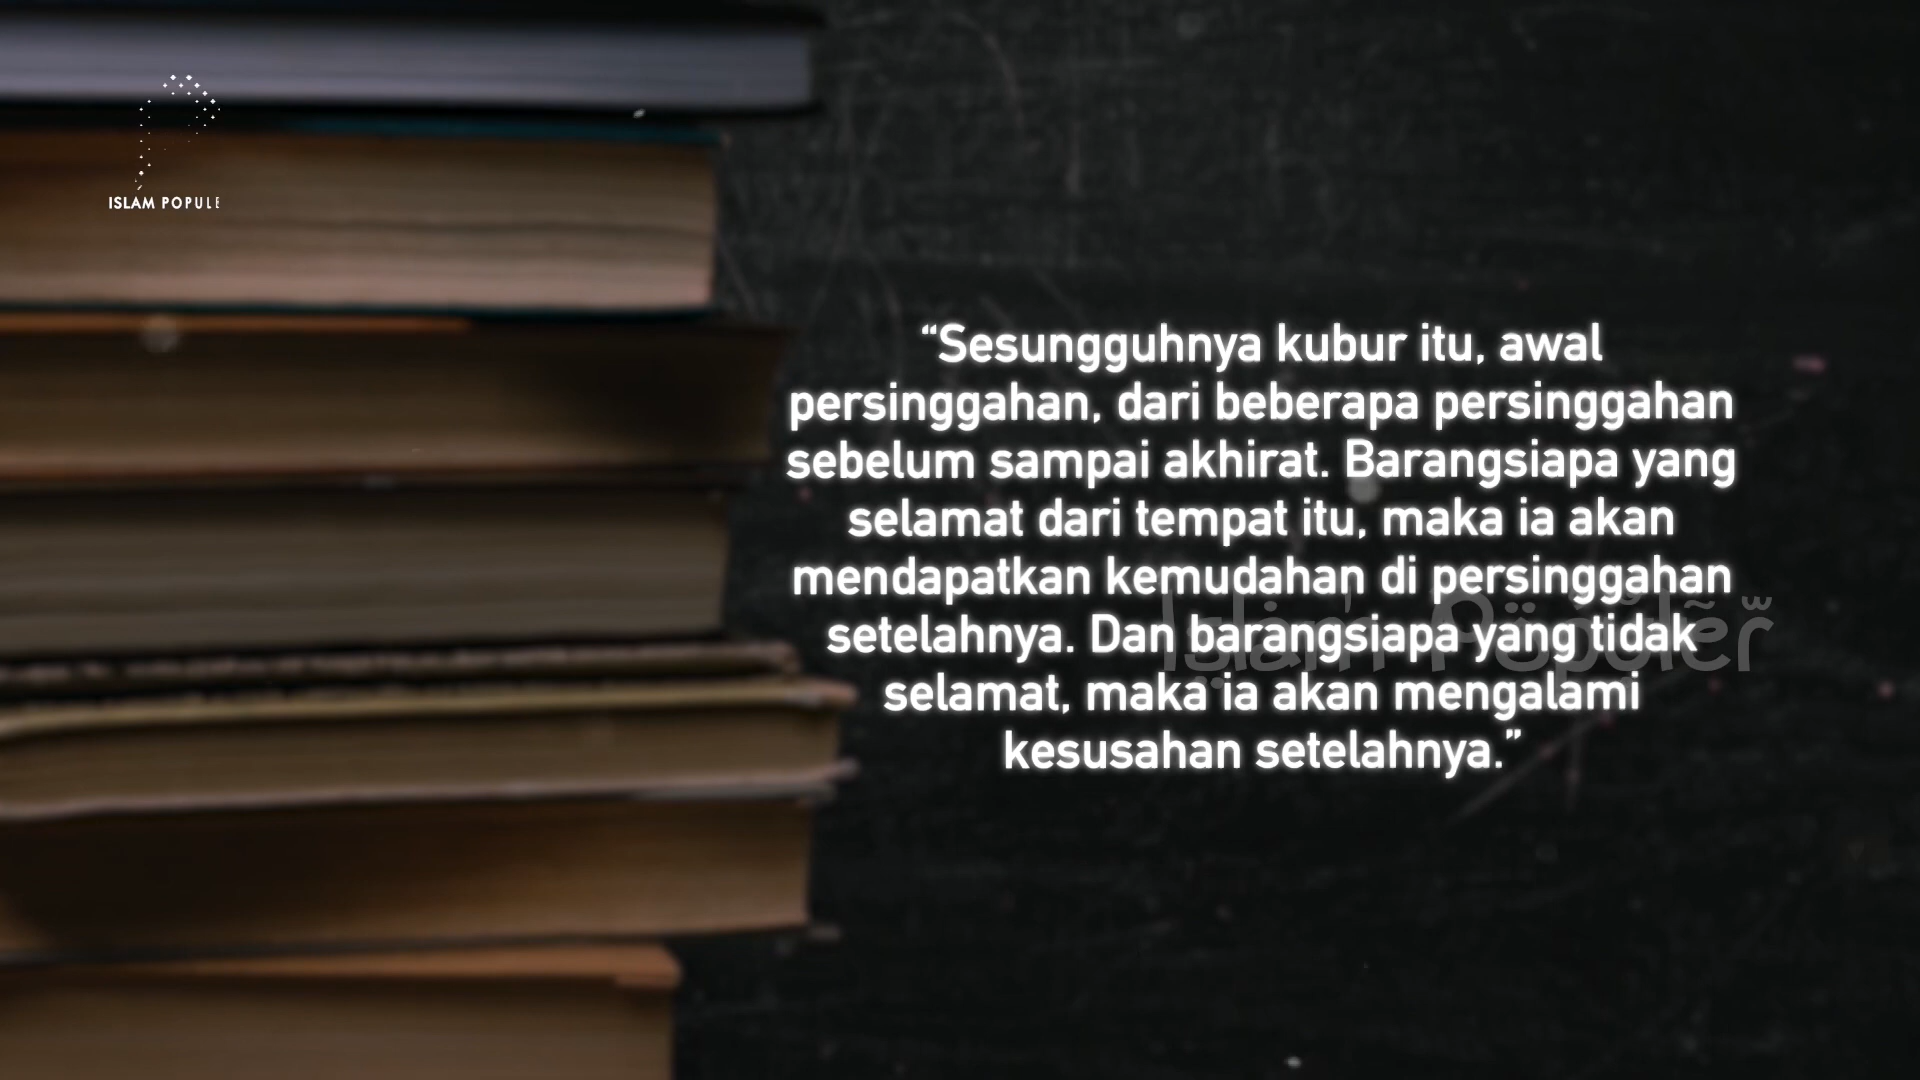 ISLAM POPULE
“Sesungguhnya kubur itu, awal
persinggahan, dari beberapa persinggahan
sebelum sampai akhirat. Barangsiapa yang
selamat dari tempat itu, maka ia akan
mendapatkan kemudahan di persinggahan
setelahnya. Dan barangsiapa yang tidak
selamat, maka ia akan mengalami
kesusahan setelahnya.”
Islam Populer